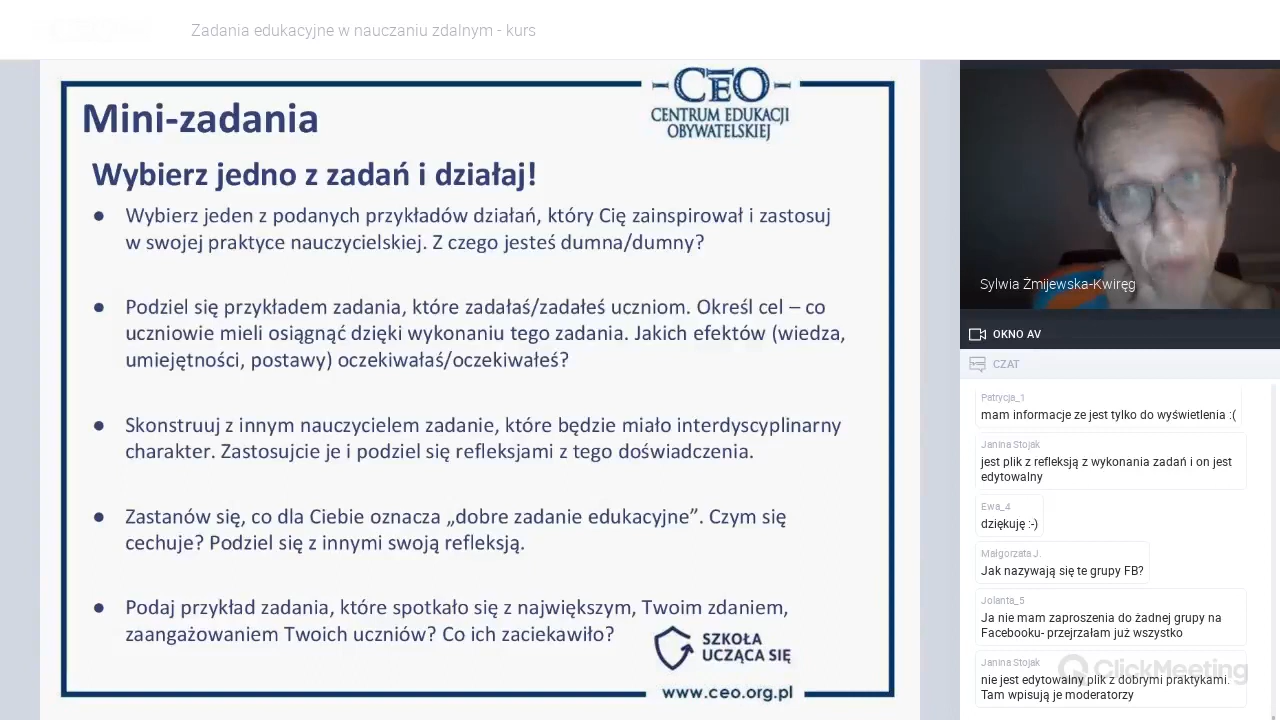 Zadania edukacyjne w nauczaniu zdalnym - kurs
CEO
CENTRUM EDUKACJI
OBYWATELSKIEJ
Mini-zadania
Wybierz jedno z zadań i działaj!
● Wybierz jeden z podanych przykładów działań, który Cię zainspirował i zastosuj
w swojej praktyce nauczycielskiej. Z czego jesteś dumna/dumny?
● Podziel się przykładem zadania, które zadałaś/zadałeś uczniom. Określ cel – co
uczniowie mieli osiągnąć dzięki wykonaniu tego zadania. Jakich efektów (wiedza,
umiejętności, postawy) oczekiwałaś/oczekiwałeś?
● Skonstruuj z innym nauczycielem zadanie, które będzie miało interdyscyplinarny
charakter. Zastosujcie je i podziel się refleksjami z tego doświadczenia.
● Zastanów się, co dla Ciebie oznacza „dobre zadanie edukacyjne”. Czym się
cechuje? Podziel się z innymi swoją refleksją.
● Podaj przykład zadania, które spotkało się z największym, Twoim zdaniem,
zaangażowaniem Twoich uczniów? Co ich zaciekawiło?
SZKOŁA
UCZĄCA SIĘ
www.ceo.org.pl
Sylwia Żmijewska-Kwiręg
OKNO AV
CZAT
Patrycja_1
mam informacje ze jest tylko do wyświetlenia :(
Janina Stojak
jest plik z refleksją z wykonania zadań i on jest
edytowalny
Ewa_4
dziękuję :-)
Małgorzata J.
Jak nazywają się te grupy FB?
Jolanta_5
Ja nie mam zaproszenia do żadnej grupy na
Facebooku- przejrzałam już wszystko
Janina Stojak
nie jest edytowalny plik z dobrymi praktykami.
Tam wpisują je moderatorzy
ClickMeeting